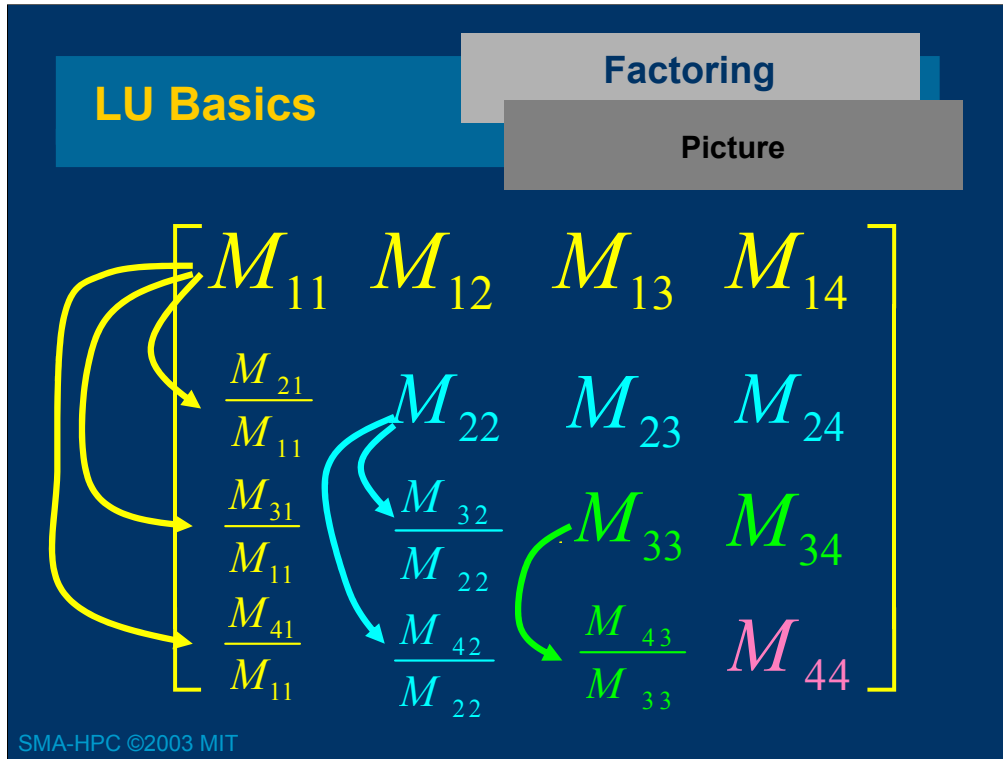 Factoring
LU Basics
Picture
M11 M12 M13 M14
M21/M11 M22 M23 M24
M31/M11 M32/M22 M33 M34
M41/M11 M42/M22 M43/M33 M44
SMA-HPC ©2003 MIT